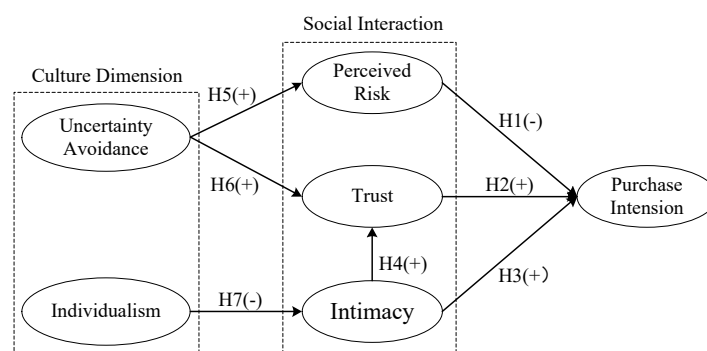 Social Interaction
Culture Dimension
Perceived
Risk
H5(+)
H1(-)
Uncertainty
Avoidance
H6(+)
Trust
H2(+)
Purchase
Intension
H4(+)
H3(+）
Individualism
H7(-)
Intimacy